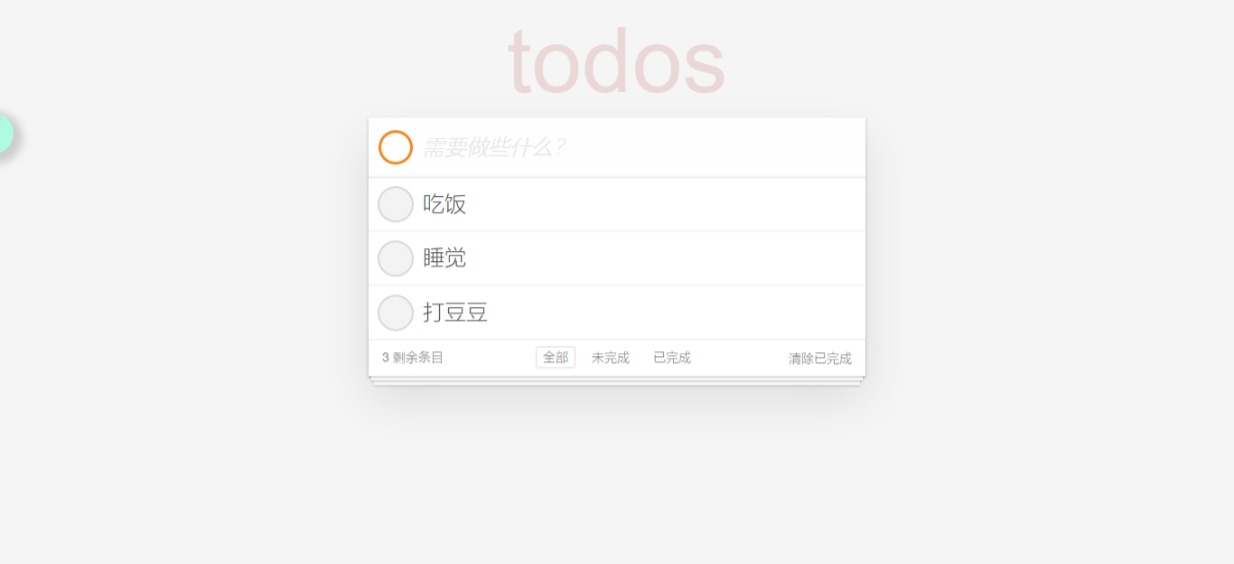 todos
需要做些什么?
吃饭
睡觉
打豆豆
3 剩余条目 全部 未完成 已完成 清除已完成